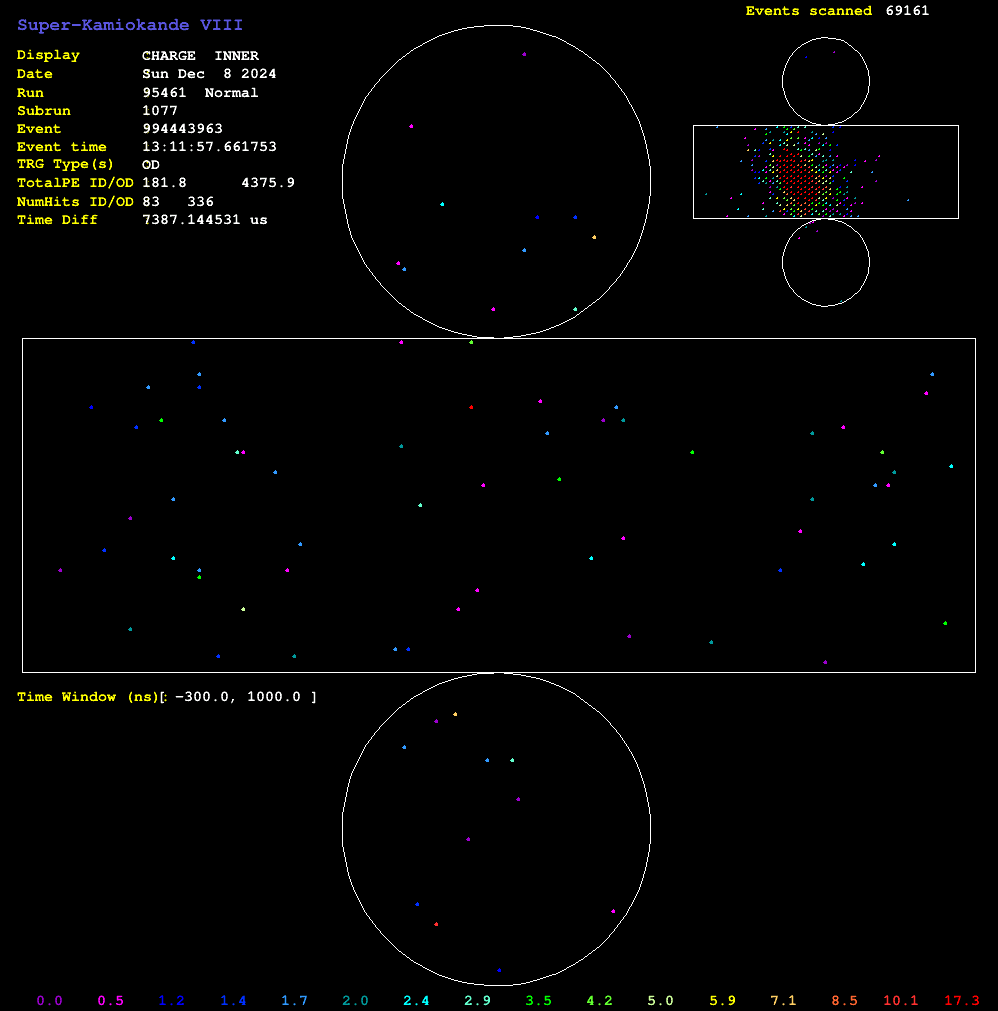 Super-Kamiokande VIII
Events scanned 69161
Display CHARGE INNER
Date Sun Dec 8 2024
Run 95461 Normal
Subrun 1077
Event 994443963
Event time 13:11:57.661753
TRG Type(s) OD
TotalPE ID/OD 181.8 4375.9
NumHits ID/OD 83 336
Time Diff 7387.144531 us
Time Window (ns)[: −300.0, 1000.0 ]
0.0 0.5 1.2 1.4 1.7 2.0 2.4 2.9 3.5 4.2 5.0 5.9 7.1 8.5 10.1 17.3